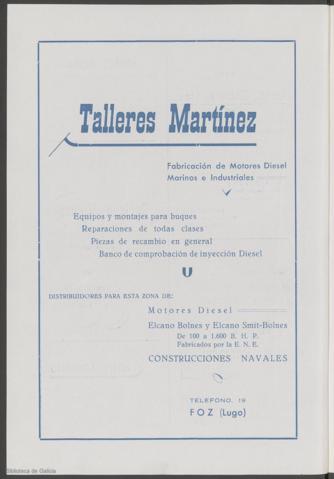 Talleres Martínez
Fabricación de Motores Diesel
Marinos e Industriales
Equipos y montajes para buques
Reparaciones de todas clases
Piezas de recambio en general
Banco de comprobación de inyección Diesel
DISTRIBUIDORES PARA ESTA ZONA DE:
Motores Diesel
Elcano Bolnes y Elcano Smit-Bolnes
De 100 a 1.600 B. H. P.
Fabricados por la E. N. E.
CONSTRUCCIONES NAVALES
TELEFONO, 19
FOZ (Lugo)
Biblioteca de Galicia